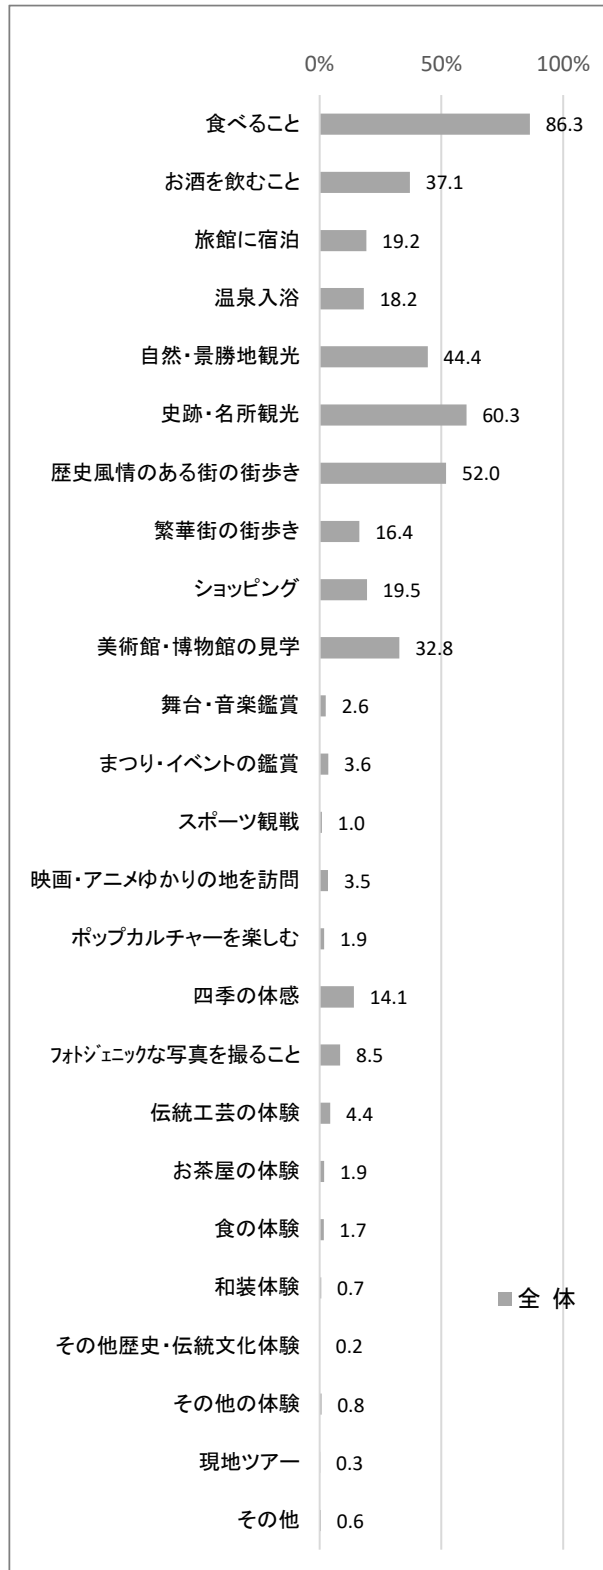 0% 50% 100%
食べること 86.3
お酒を飲むこと 37.1
旅館に宿泊 19.2
温泉入浴 18.2
自然・景勝地観光 44.4
史跡・名所観光 60.3
歴史風情のある街の街歩き 52.0
繁華街の街歩き 16.4
ショッピング 19.5
美術館・博物館の見学 32.8
舞台・音楽鑑賞 2.6
まつり・イベントの鑑賞 3.6
スポーツ観戦 1.0
映画・アニメゆかりの地を訪問 3.5
ポップカルチャーを楽しむ 1.9
四季の体感 14.1
ﾌｫﾄｼﾞｪﾆｯｸな写真を撮ること 8.5
伝統工芸の体験 4.4
お茶屋の体験 1.9
食の体験 1.7
和装体験 0.7
全 体
その他歴史・伝統文化体験 0.2
その他の体験 0.8
現地ツアー 0.3
その他 0.6